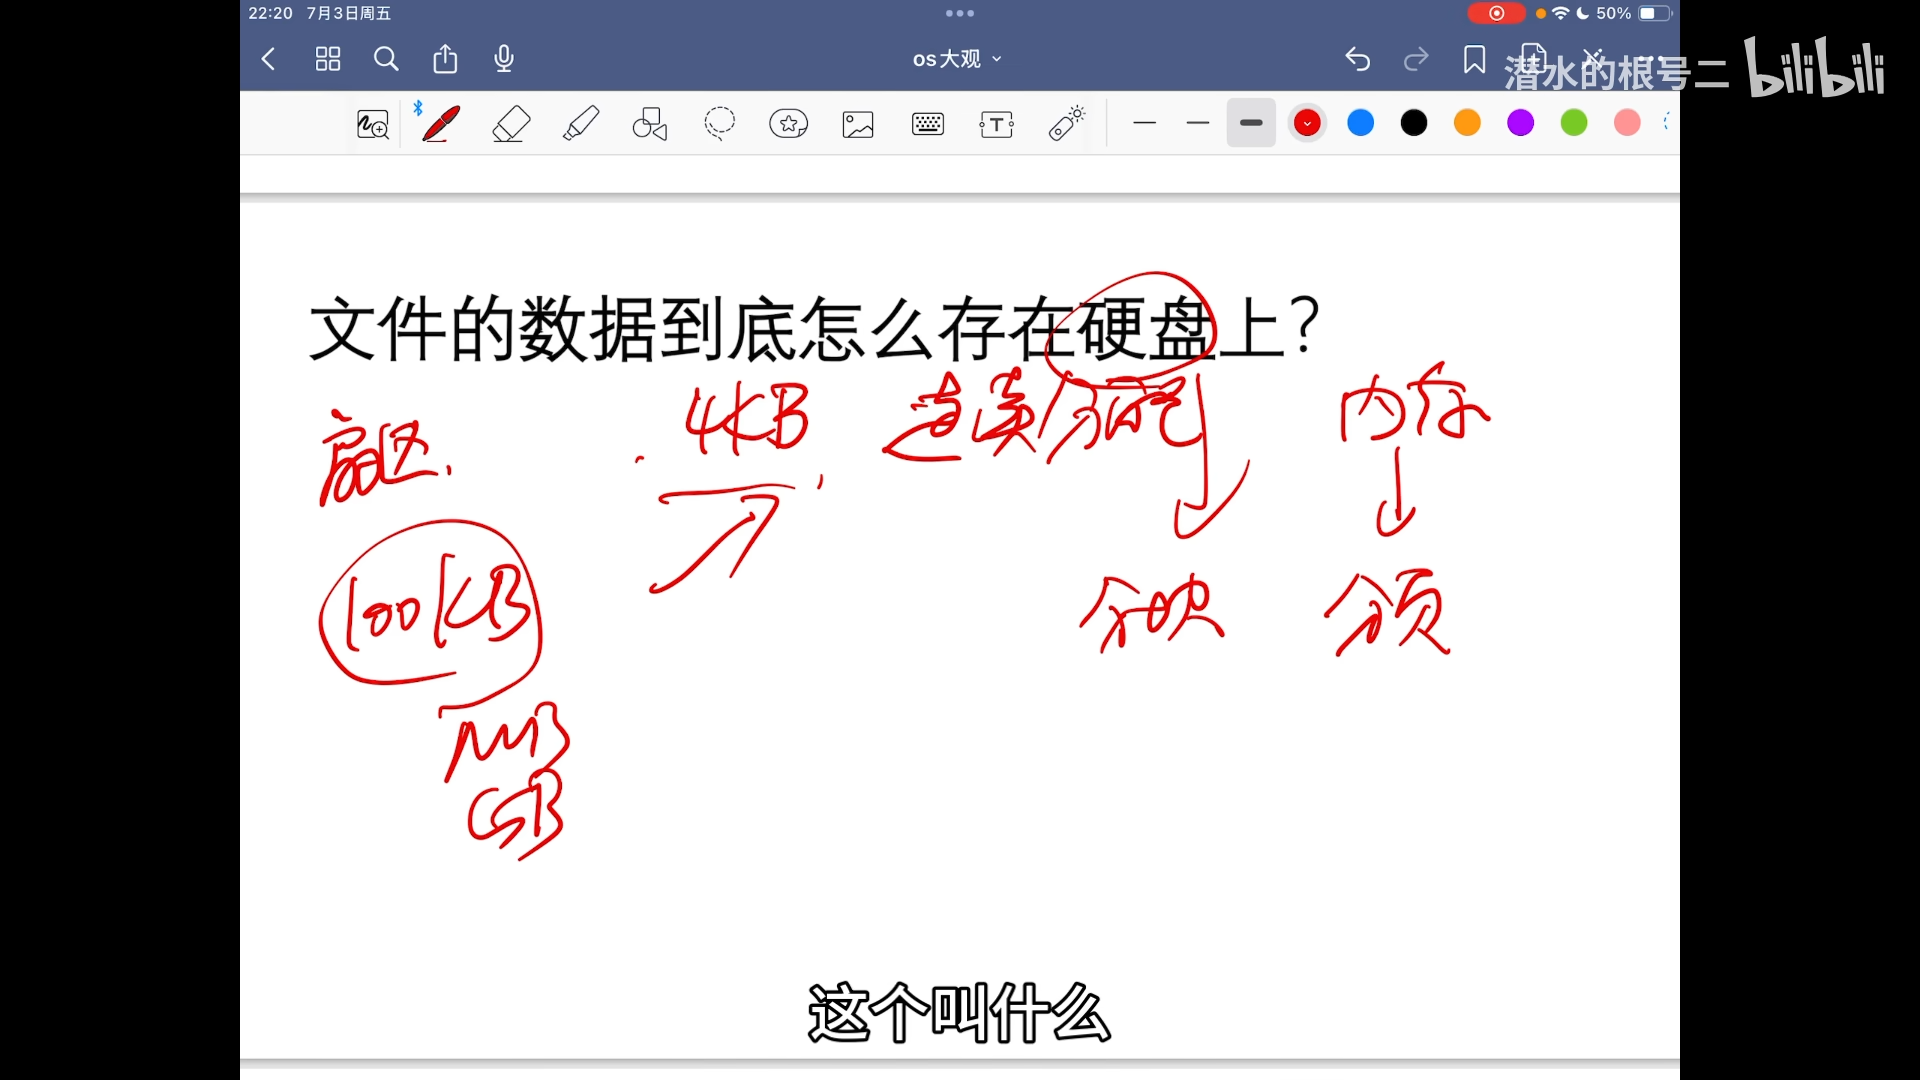 22:20 7月3日周五
50%
os大观
潜水的根号二 bilibili
T
文件的数据到底怎么存在硬盘上?
扇区
4KB
连续分配
内存
100KB
分块
分页
MB
GB
这个叫什么